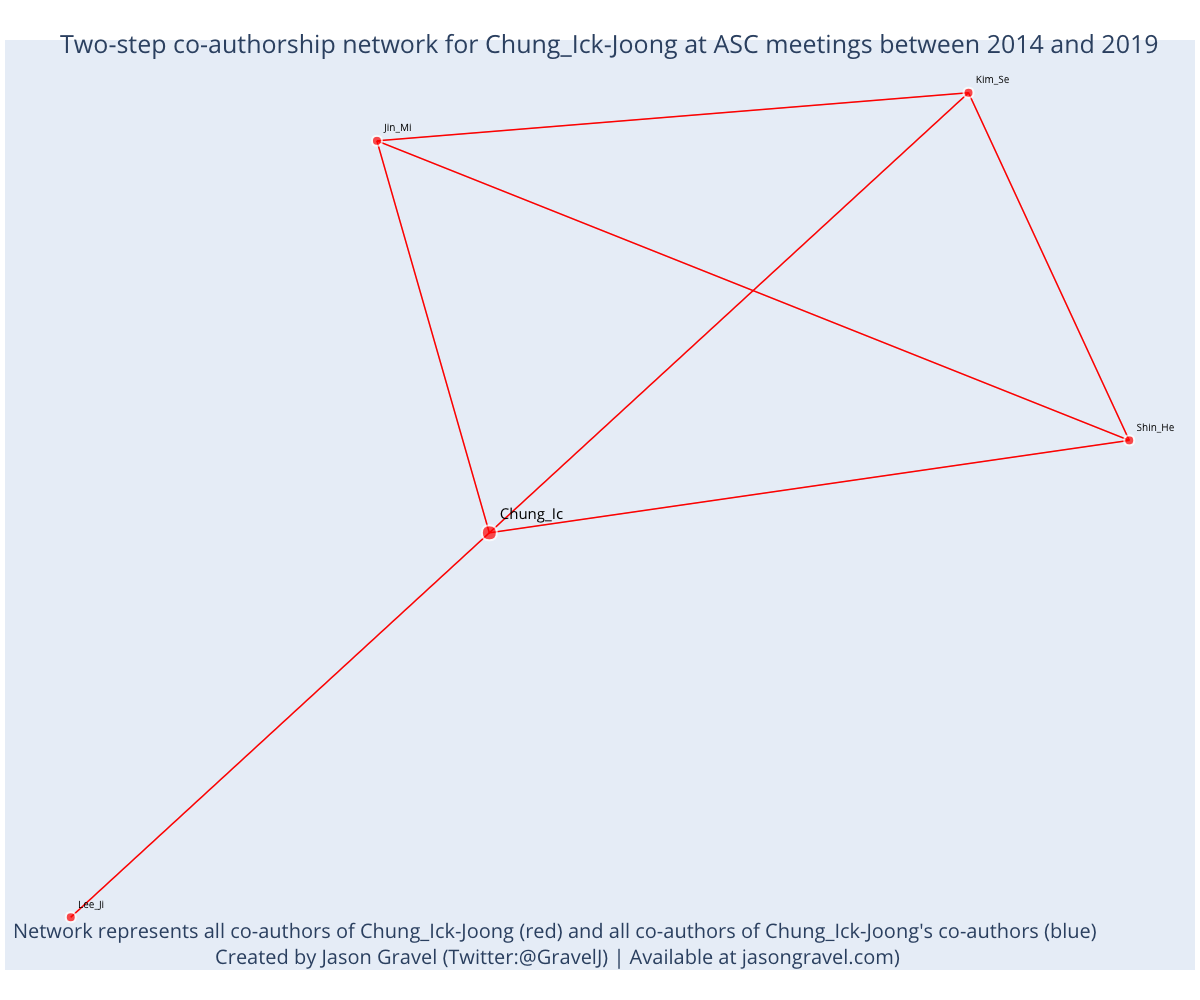 Two-step co-authorship network for Chung_Ick-Joong at ASC meetings between 2014 and 2019
Kim_Se
Jin_Mi
Shin_He
Chung_Ic
Lee_Ji
Network represents all co-authors of Chung_Ick-Joong (red) and all co-authors of Chung_Ick-Joong's co-authors (blue)
Created by Jason Gravel (Twitter:@GravelJ) | Available at jasongravel.com)